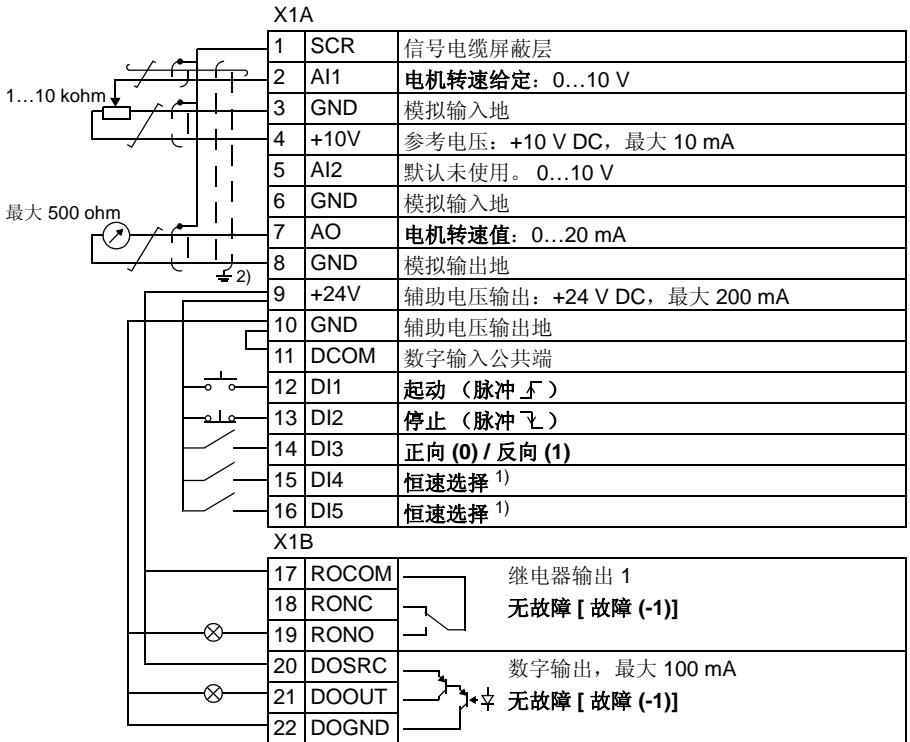 X1A
1 SCR 信号电缆屏蔽层
2 AI1 电机转速给定：0…10 V
1…10 kohm
3 GND 模拟输入地
4 +10V 参考电压：+10 V DC，最大 10 mA
5 AI2 默认未使用。 0…10 V
6 GND 模拟输入地
最大 500 ohm
7 AO 电机转速值：0…20 mA
8 GND 模拟输出地
2)
9 +24V 辅助电压输出：+24 V DC，最大 200 mA
10 GND 辅助电压输出地
11 DCOM 数字输入公共端
12 DI1 起动 （脉冲 ）
13 DI2 停止 （脉冲 ）
14 DI3 正向 (0) / 反向 (1)
15 DI4 恒速选择 1)
16 DI5 恒速选择 1)
X1B
17 ROCOM 继电器输出 1
18 RONC 无故障 [ 故障 (-1)]
19 RONO
20 DOSRC 数字输出，最大 100 mA
21 DOOUT 无故障 [ 故障 (-1)]
22 DOGND